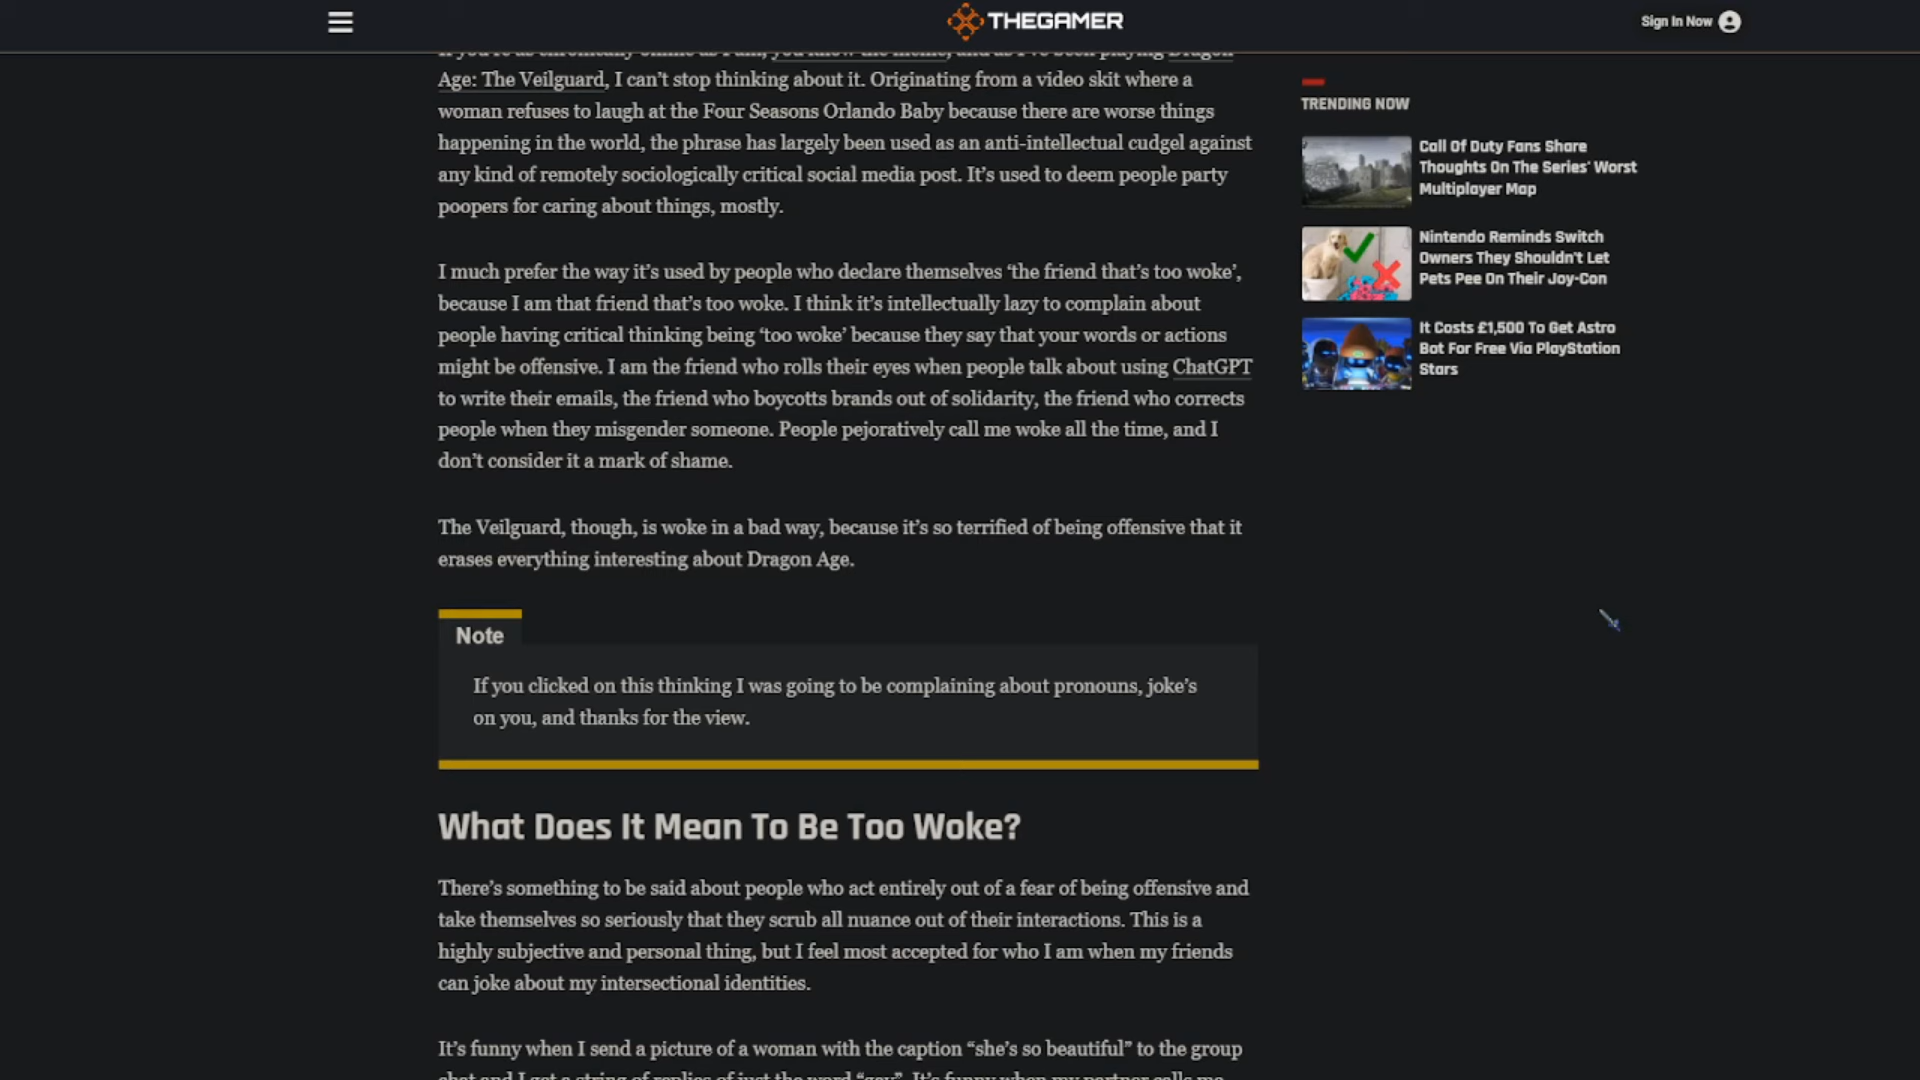 THEGAMER
Sign In Now
If you're as chronically online as I am, you know the meme, and as I've been playing Dragon
Age: The Veilguard, I can't stop thinking about it. Originating from a video skit where a
woman refuses to laugh at the Four Seasons Orlando Baby because there are worse things
happening in the world, the phrase has largely been used as an anti-intellectual cudgel against
any kind of remotely sociologically critical social media post. It's used to deem people party
poopers for caring about things, mostly.
I much prefer the way it's used by people who declare themselves ‘the friend that's too woke’,
because I am that friend that's too woke. I think it's intellectually lazy to complain about
people having critical thinking being ‘too woke’ because they say that your words or actions
might be offensive. I am the friend who rolls their eyes when people talk about using ChatGPT
to write their emails, the friend who boycotts brands out of solidarity, the friend who corrects
people when they misgender someone. People pejoratively call me woke all the time, and I
don't consider it a mark of shame.
The Veilguard, though, is woke in a bad way, because it's so terrified of being offensive that it
erases everything interesting about Dragon Age.
Note
If you clicked on this thinking I was going to be complaining about pronouns, joke's
on you, and thanks for the view.
What Does It Mean To Be Too Woke?
There's something to be said about people who act entirely out of a fear of being offensive and
take themselves so seriously that they scrub all nuance out of their interactions. This is a
highly subjective and personal thing, but I feel most accepted for who I am when my friends
can joke about my intersectional identities.
It's funny when I send a picture of a woman with the caption “she's so beautiful” to the group
chat and I get a string of replies of just the word “gay”. It's funny when my partner calls me
TRENDING NOW
Call Of Duty Fans Share
Thoughts On The Series' Worst
Multiplayer Map
Nintendo Reminds Switch
Owners They Shouldn't Let
Pets Pee On Their Joy-Con
It Costs £1,500 To Get Astro
Bot For Free Via PlayStation
Stars